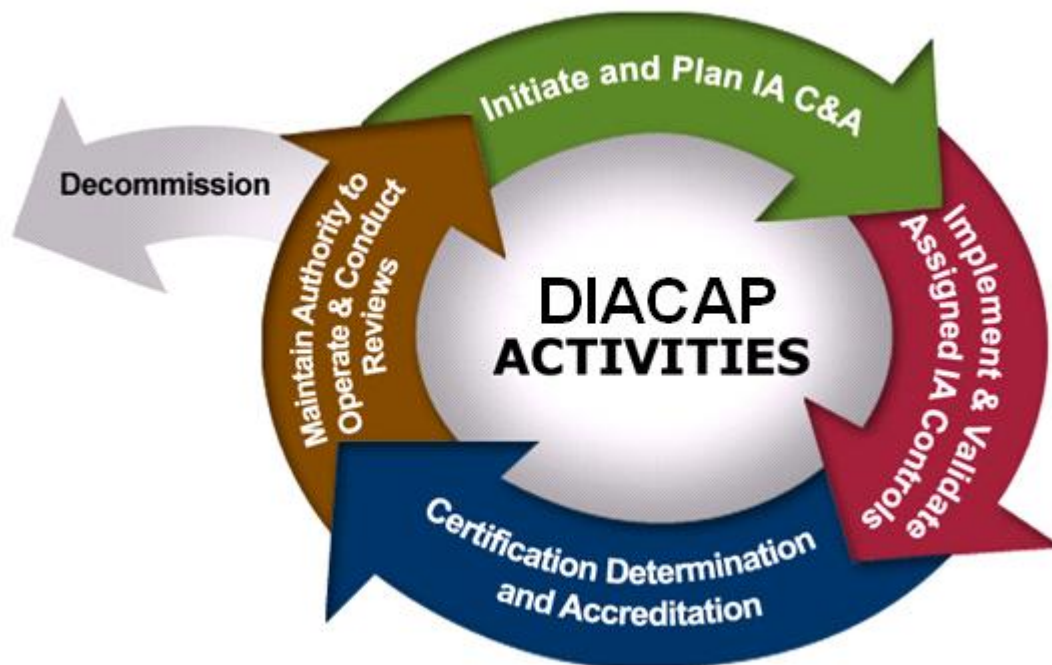 Initiate and Plan IA C&A
Decommission
Maintain Authority to
Operate & Conduct
Reviews
DIACAP
ACTIVITIES
Implement & Validate
Assigned IA Controls
Certification Determination
and Accreditation